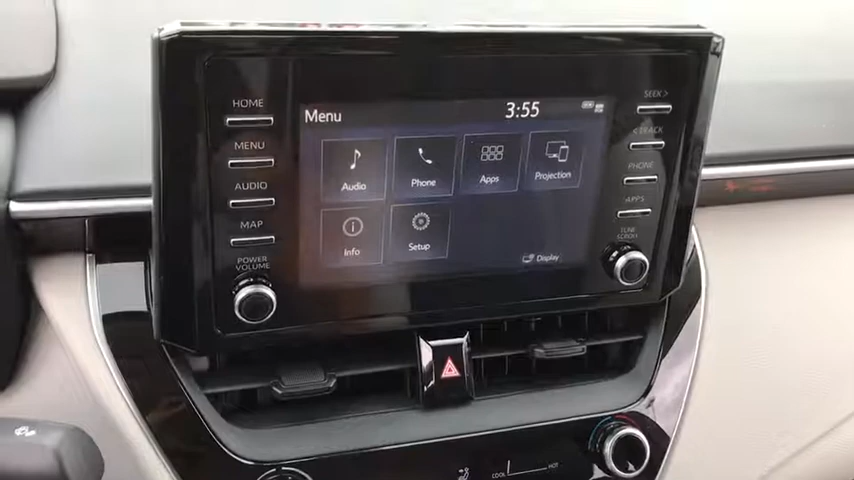 HOME
MENU
AUDIO
MAP
POWER
VOLUME
Menu
3:55
Audio
Phone
Apps
Projection
Info
Setup
Display
SEEK >
< TRACK
PHONE
APPS
TUNE
SCROLL
COOL
HOT